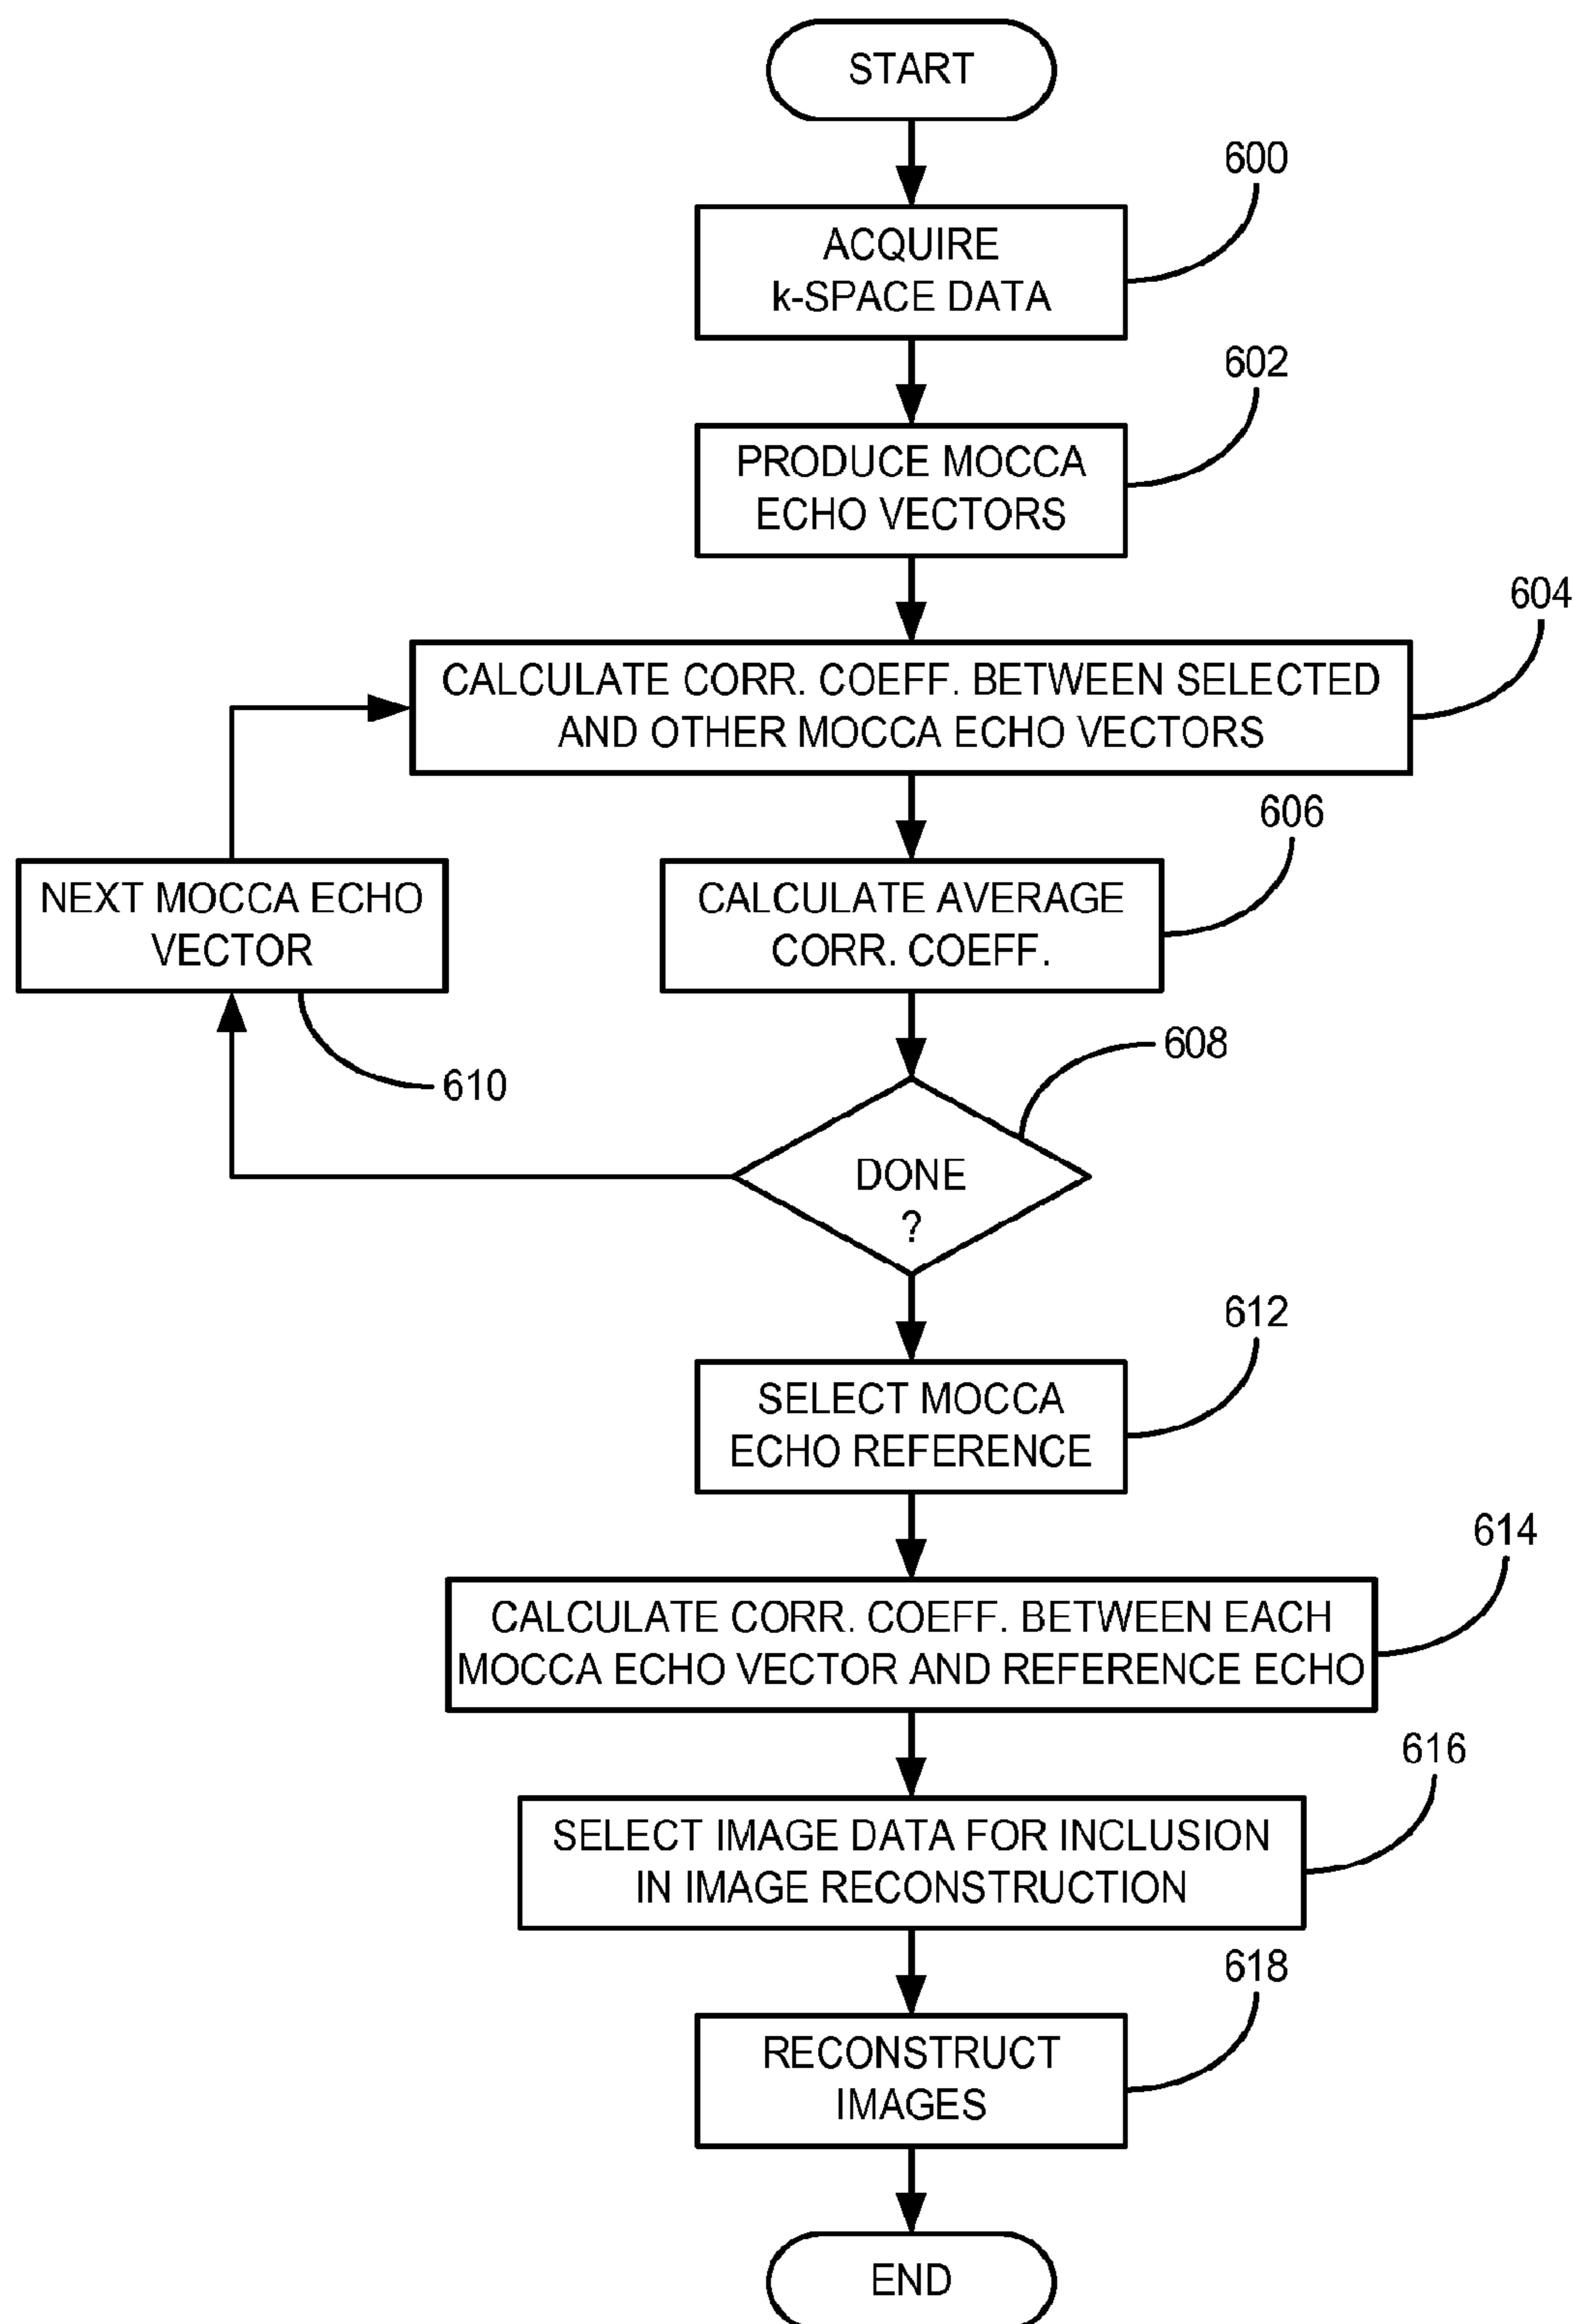 START
600
ACQUIRE
k-SPACE DATA
602
PRODUCE MOCCA
ECHO VECTORS
604
CALCULATE CORR. COEFF. BETWEEN SELECTED
AND OTHER MOCCA ECHO VECTORS
606
NEXT MOCCA ECHO
VECTOR
CALCULATE AVERAGE
CORR. COEFF.
608
610
DONE
?
612
SELECT MOCCA
ECHO REFERENCE
614
CALCULATE CORR. COEFF. BETWEEN EACH
MOCCA ECHO VECTOR AND REFERENCE ECHO
616
SELECT IMAGE DATA FOR INCLUSION
IN IMAGE RECONSTRUCTION
618
RECONSTRUCT
IMAGES
END